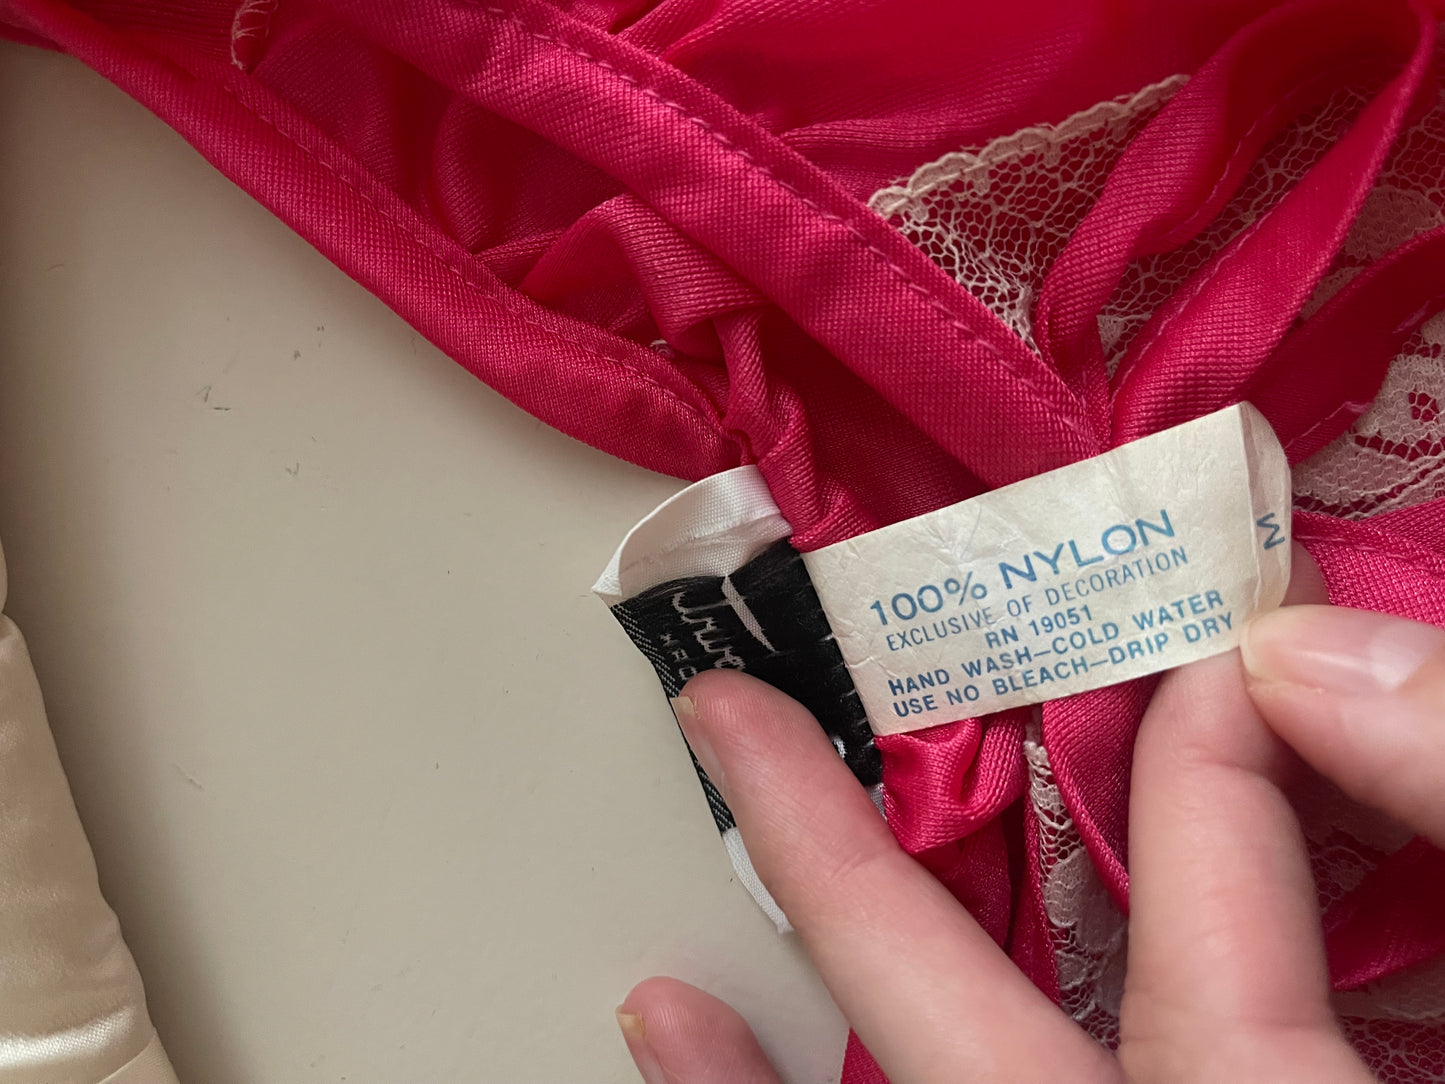 100% NYLON
EXCLUSIVE OF DECORATION
RN 19051
HAND WASH—COLD WATER
USE NO BLEACH—DRIP DRY
M